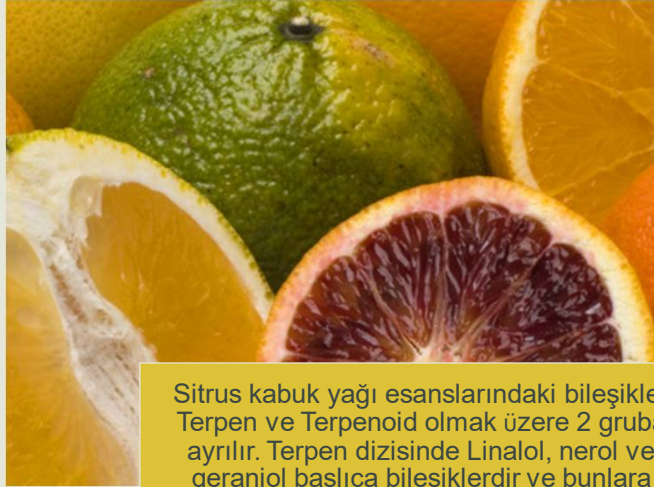 Sitrus kabuk yağı esanslarındaki bileşikle
Terpen ve Terpenoid olmak üzere 2 gruba
ayrılır. Terpen dizisinde Linalol, nerol ve
geraniol başlıca bileşiklerdir ve bunlara